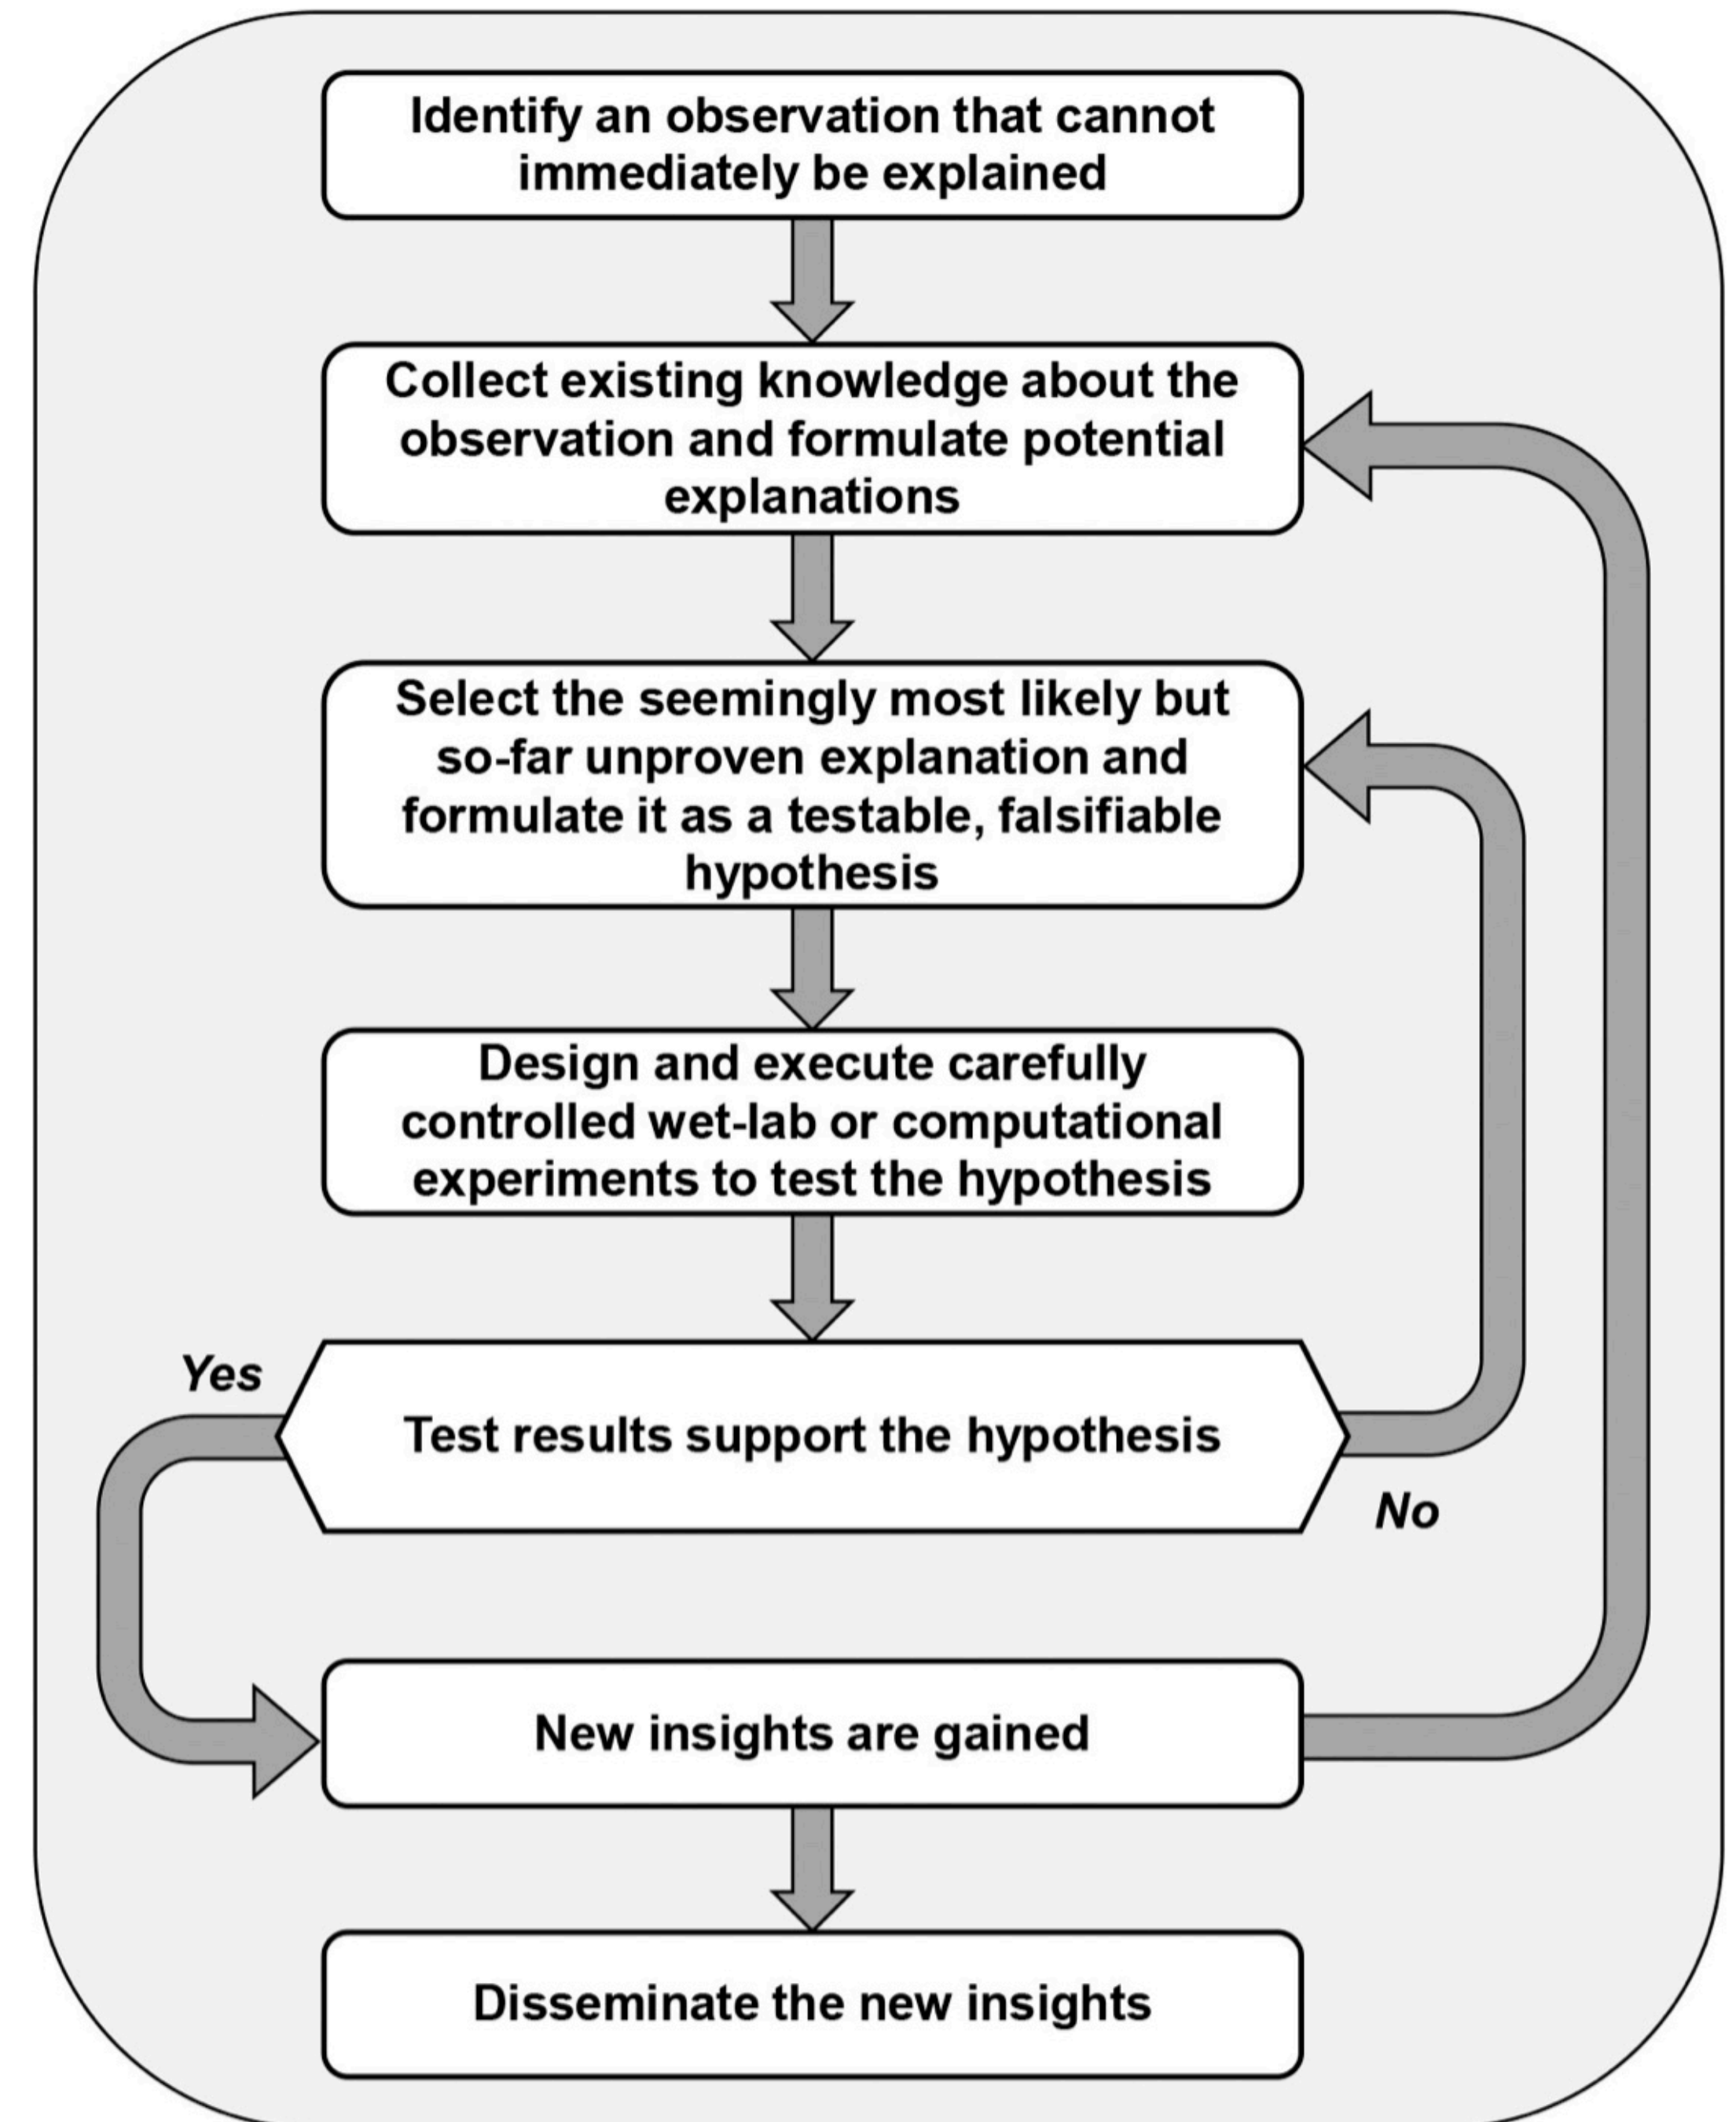 Identify an observation that cannot
immediately be explained
Collect existing knowledge about the
observation and formulate potential
explanations
Select the seemingly most likely but
so-far unproven explanation and
formulate it as a testable, falsifiable
hypothesis
Design and execute carefully
controlled wet-lab or computational
experiments to test the hypothesis
Yes
Test results support the hypothesis
No
New insights are gained
Disseminate the new insights